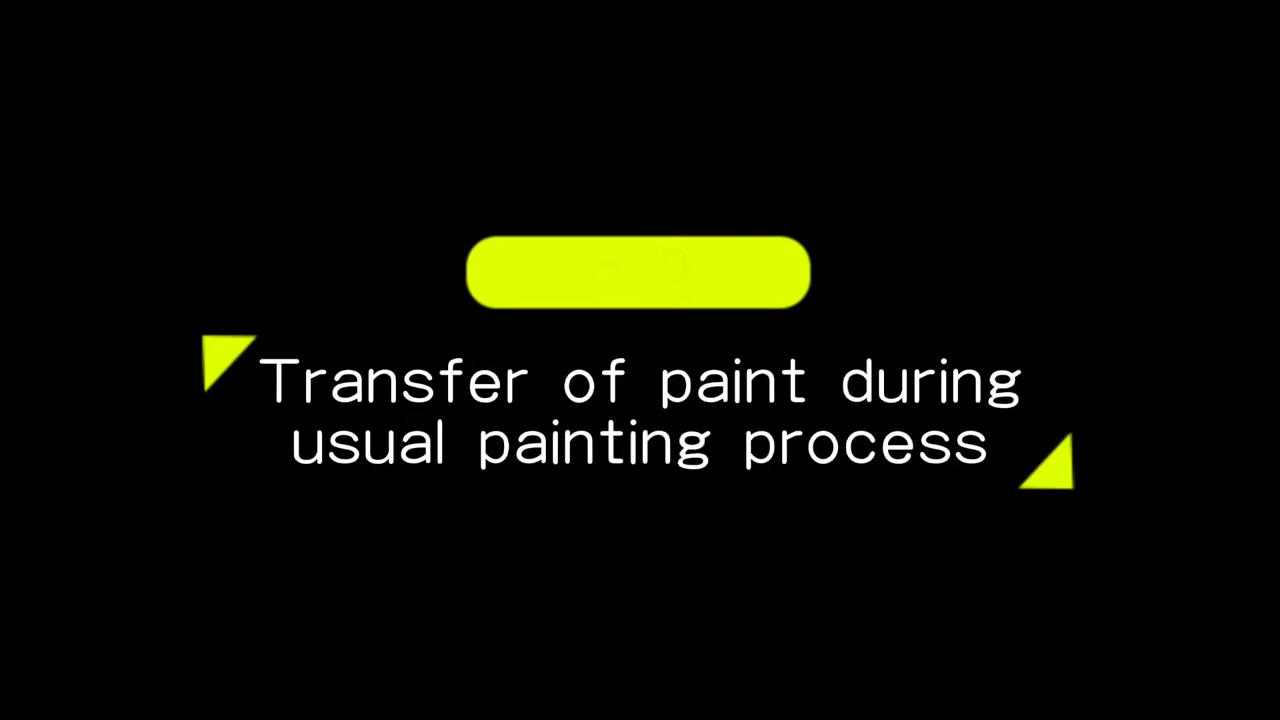 Transfer of paint during
usual painting process